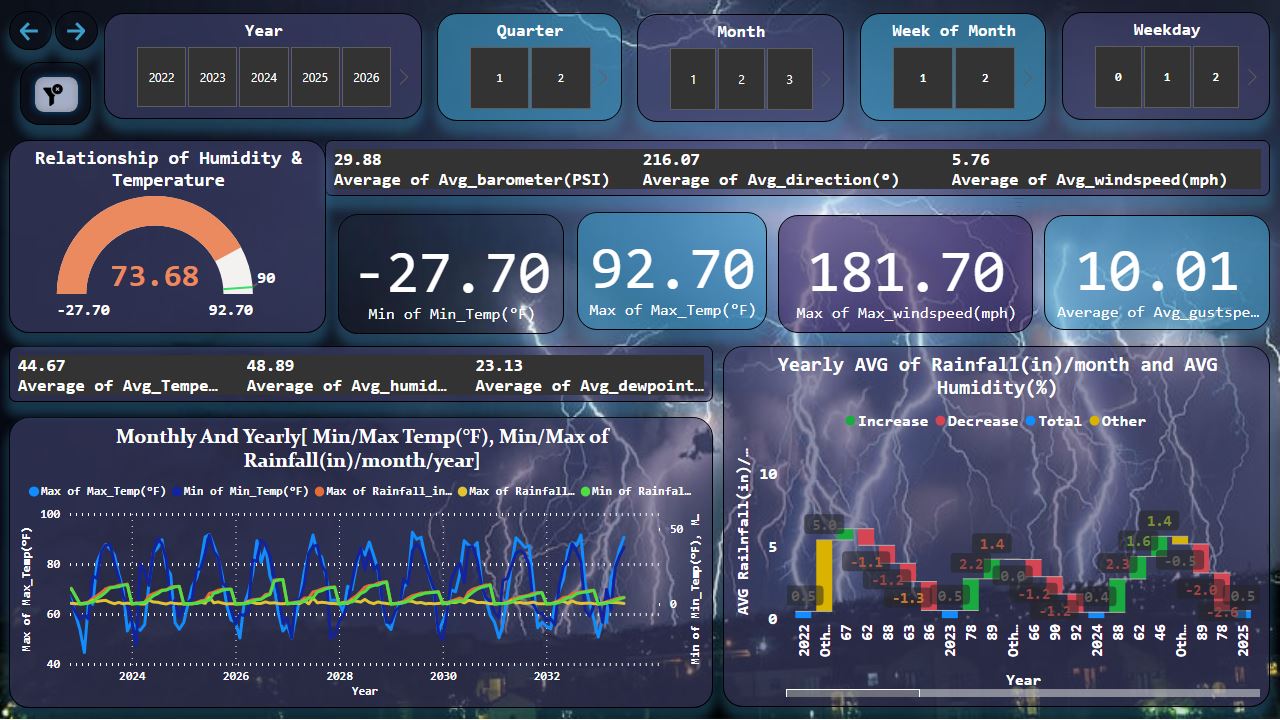 Year
Quarter
Month
Week of Month
Weekday
2022 2023 2024 2025 2026
1 2
1 2 3
1 2
0 1 2
Relationship of Humidity &
Temperature
73.68
90
-27.70 92.70
29.88 216.07 5.76
Average of Avg_barometer(PSI) Average of Avg_direction(°) Average of Avg_windspeed(mph)
-27.70
Min of Min_Temp(°F)
92.70
Max of Max_Temp(°F)
181.70
Max of Max_windspeed(mph)
10.01
Average of Avg_gustspe…
44.67 48.89 23.13
Average of Avg_Tempe… Average of Avg_humid… Average of Avg_dewpoint…
Monthly And Yearly[ Min/Max Temp(°F), Min/Max of
Rainfall(in)/month/year]
Max of Max_Temp(°F) Min of Min_Temp(°F) Max of Rainfall_in… Max of Rainfall… Min of Rainfal…
Max of Max_Temp(°F)
100
80
60
40
50
0
Min of Min_Temp(°F), M…
2024 2026 2028 2030 2032
Year
Yearly AVG of Rainfall(in)/month and AVG
Humidity(%)
Increase Decrease Total Other
AVG Railnfall(in)/…
10
5
0
0.5 5.0 -1.1 -1.2 -1.3 0.5 2.2 1.4 0.0 -1.2 -1.2 0.4 2.3 1.6 1.4 -0.5 -2.0 -2.6 0.5
2022 Oth… 67 62 88 63 86 2023 78 89 Oth… 66 90 92 2024 88 62 46 Oth… 89 78 2025
Year